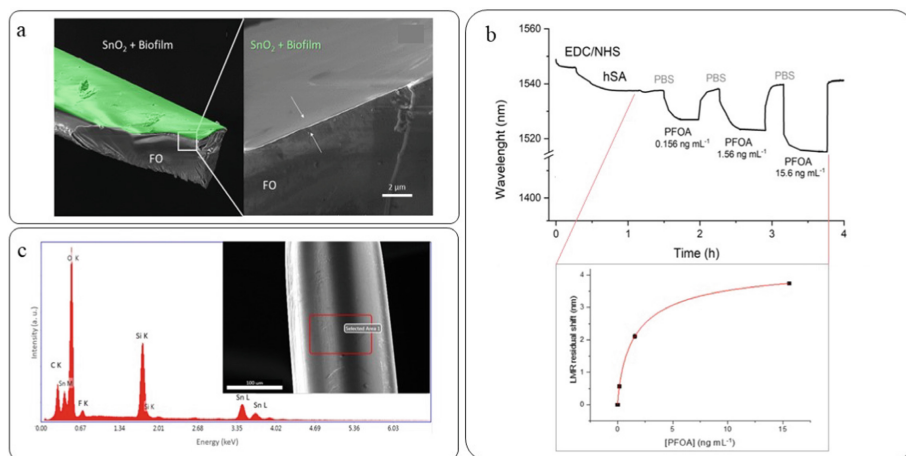 a
SnO2 + Biofilm
SnO2 + Biofilm
FO
FO
2 μm
b
1560
1540
1520
1400
Wavelenght (nm)
EDC/NHS
hSA
PBS
PBS
PBS
PFOA
0.156 ng mL-1
PFOA
1.56 ng mL-1
PFOA
15.6 ng mL-1
0
1
2
3
4
Time (h)
4
3
2
1
0
LMR residual shift (nm)
0
5
10
15
[PFOA] (ng mL-1)
c
Intensity (a. u.)
O K
C K
Sn M
F K
Si K
Si K
Sn L
Sn L
Selected Area 1
100 um
0.00
0.67
1.34
2.01
2.68
3.35
4.02
4.69
5.36
6.03
Energy (keV)